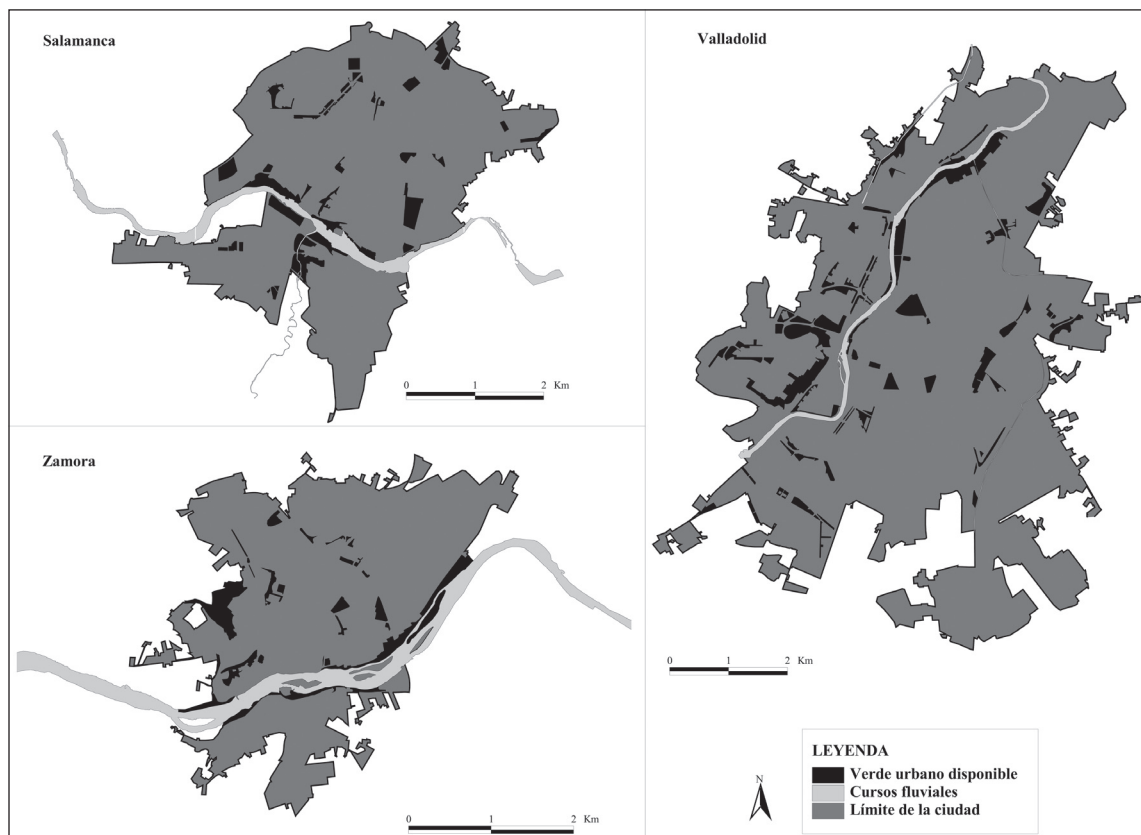 Salamanca
0 1 2 Km
Zamora
0 1 2 Km
Valladolid
0 1 2 Km
N
LEYENDA
Verde urbano disponible
Cursos fluviales
Límite de la ciudad